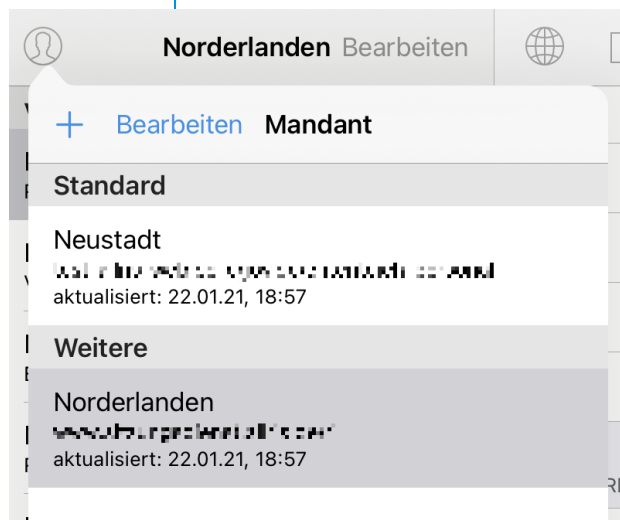 Norderlanden Bearbeiten
+ Bearbeiten Mandant
Standard
Neustadt
aktualisiert: 22.01.21, 18:57
Weitere
Norderlanden
aktualisiert: 22.01.21, 18:57